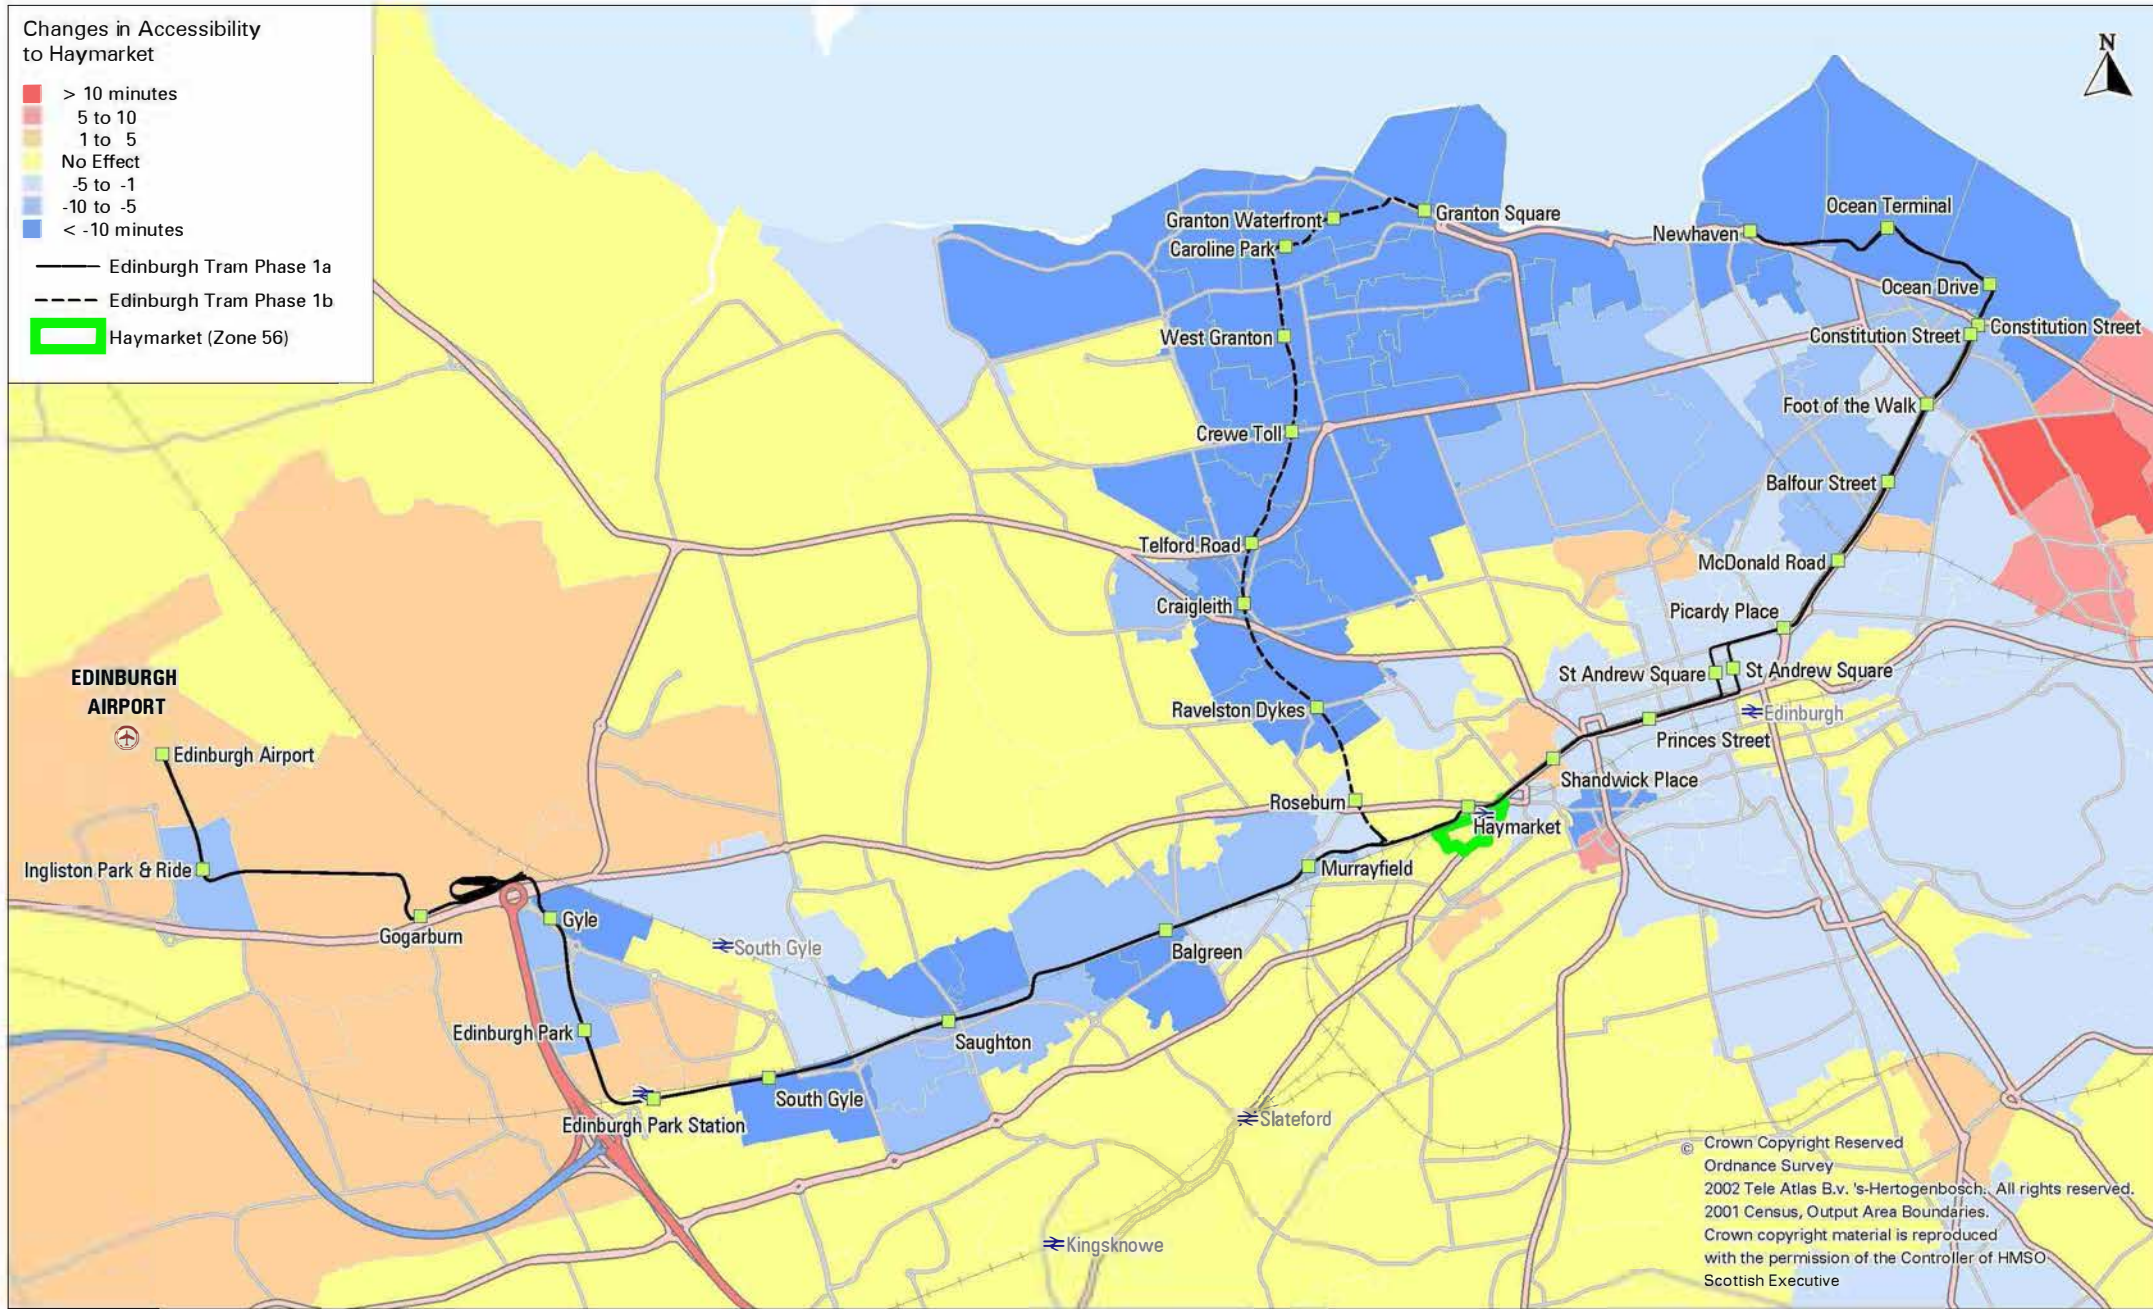 Changes in Accessibility
to Haymarket
> 10 minutes
5 to 10
1 to 5
No Effect
-5 to -1
-10 to -5
< -10 minutes
Edinburgh Tram Phase 1a
Edinburgh Tram Phase 1b
Haymarket (Zone 56)
N
Granton Waterfront
Granton Square
Caroline Park
Newhaven
Ocean Terminal
Ocean Drive
West Granton
Constitution Street
Constitution Street
Foot of the Walk
Crewe Toll
Balfour Street
Telford Road
McDonald Road
Craigleith
Picardy Place
St Andrew Square
St Andrew Square
EDINBURGH
AIRPORT
Ravelston Dykes
Edinburgh
Princes Street
Edinburgh Airport
Shandwick Place
Roseburn
Haymarket
Ingliston Park & Ride
Murrayfield
Gyle
Gogarburn
South Gyle
Balgreen
Edinburgh Park
Saughton
South Gyle
Edinburgh Park Station
Slateford
Kingsknowe
© Crown Copyright Reserved
Ordnance Survey
2002 Tele Atlas B.v. 's-Hertogenbosch. All rights reserved.
2001 Census, Output Area Boundaries.
Crown copyright material is reproduced
with the permission of the Controller of HMSO
Scottish Executive